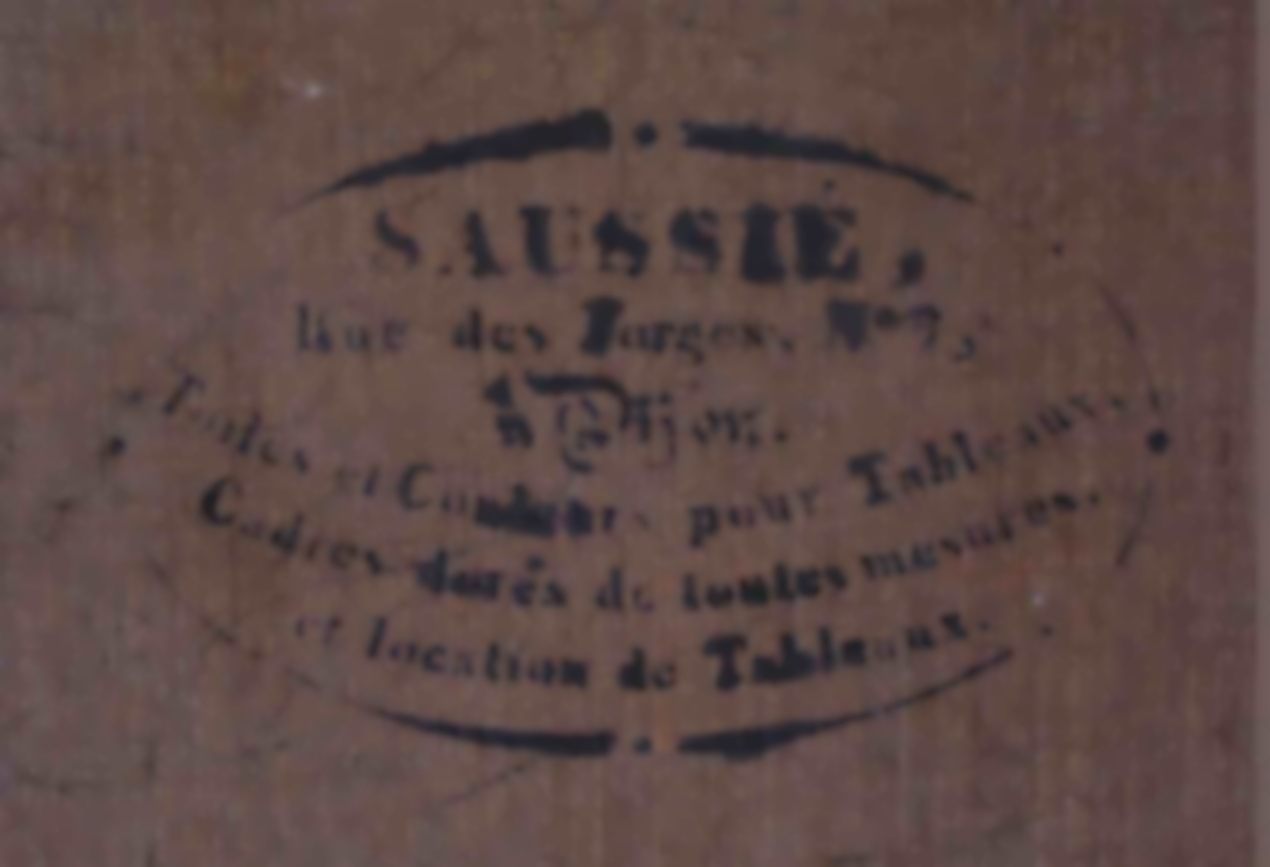 SAUSSIÉ,
Rue des Forges, N° 7,
à Dijon.
Toiles et Couleurs pour Tableaux,
Cadres dorés de toutes mesures.
et location de Tableaux.